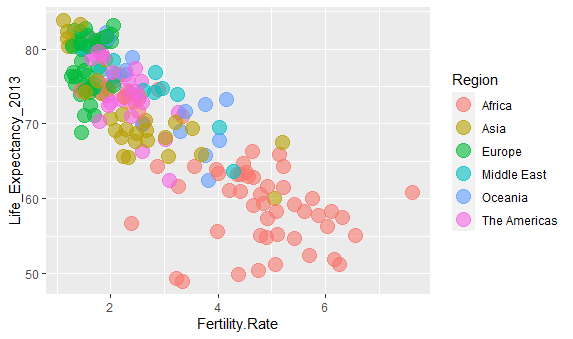 80
70
60
50
Life_Expectancy_2013
2
4
6
Fertility.Rate
Region
Africa
Asia
Europe
Middle East
Oceania
The Americas